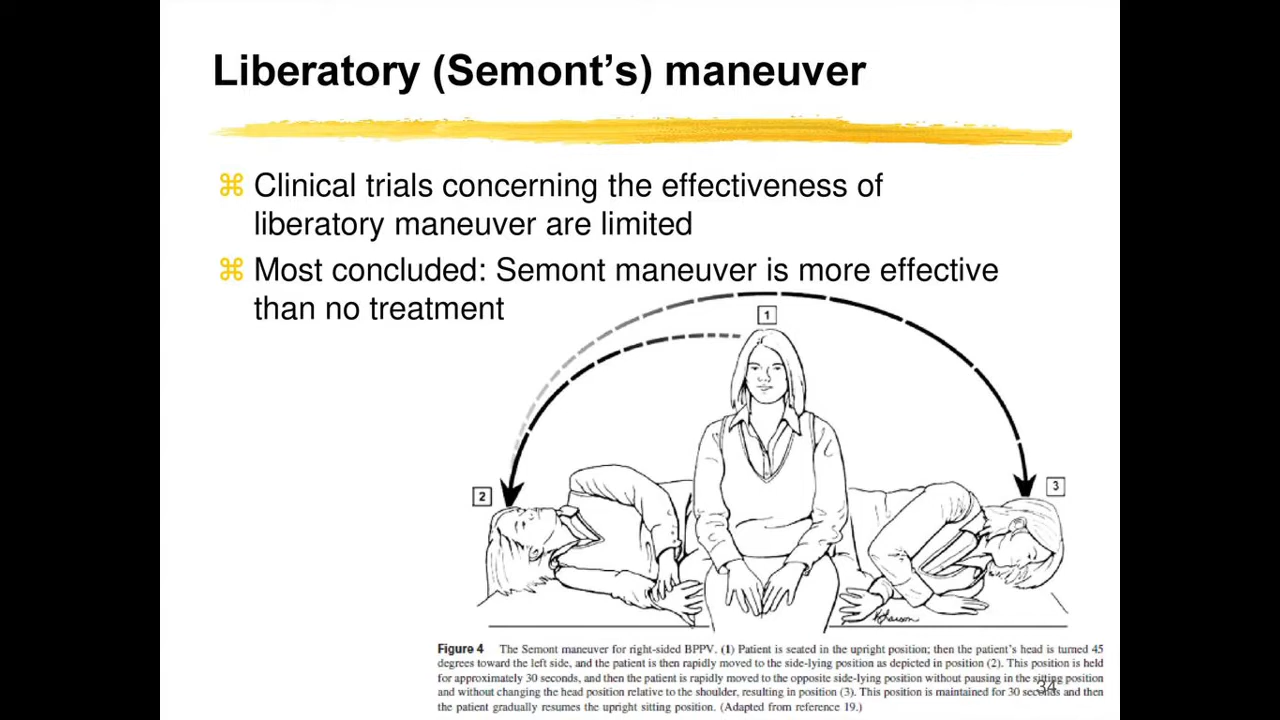 Liberatory (Semont’s) maneuver
⌘ Clinical trials concerning the effectiveness of
liberatory maneuver are limited
⌘ Most concluded: Semont maneuver is more effective
than no treatment
1
2
3
Figure 4 The Semont maneuver for right-sided BPPV. (1) Patient is seated in the upright position; then the patient's head is turned 45
degrees toward the left side, and the patient is then rapidly moved to the side-lying position as depicted in position (2). This position is held
for approximately 30 seconds, and then the patient is rapidly moved to the opposite side-lying position without pausing in the sitting position
and without changing the head position relative to the shoulder, resulting in position (3). This position is maintained for 30 seconds and then
the patient gradually resumes the upright sitting position. (Adapted from reference 19.)
34